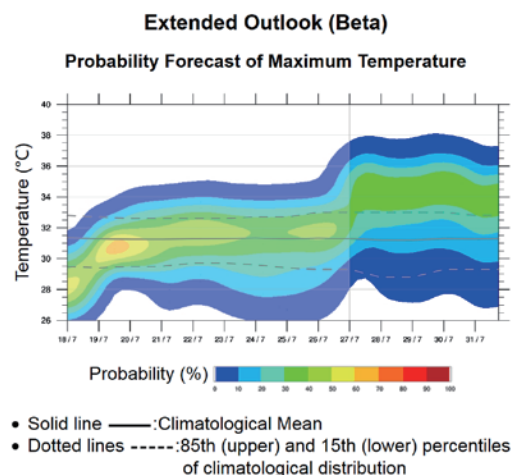 Extended Outlook (Beta)
Probability Forecast of Maximum Temperature
Temperature (°C)
40
38
36
34
32
30
28
26
18/7 19/7 20/7 21/7 22/7 23/7 24/7 25/7 26/7 27/7 28/7 29/7 30/7 31/7
Probability (%)
0 10 20 30 40 50 60 70 80 90 100
• Solid line ——:Climatological Mean
• Dotted lines -----:85th (upper) and 15th (lower) percentiles
of climatological distribution